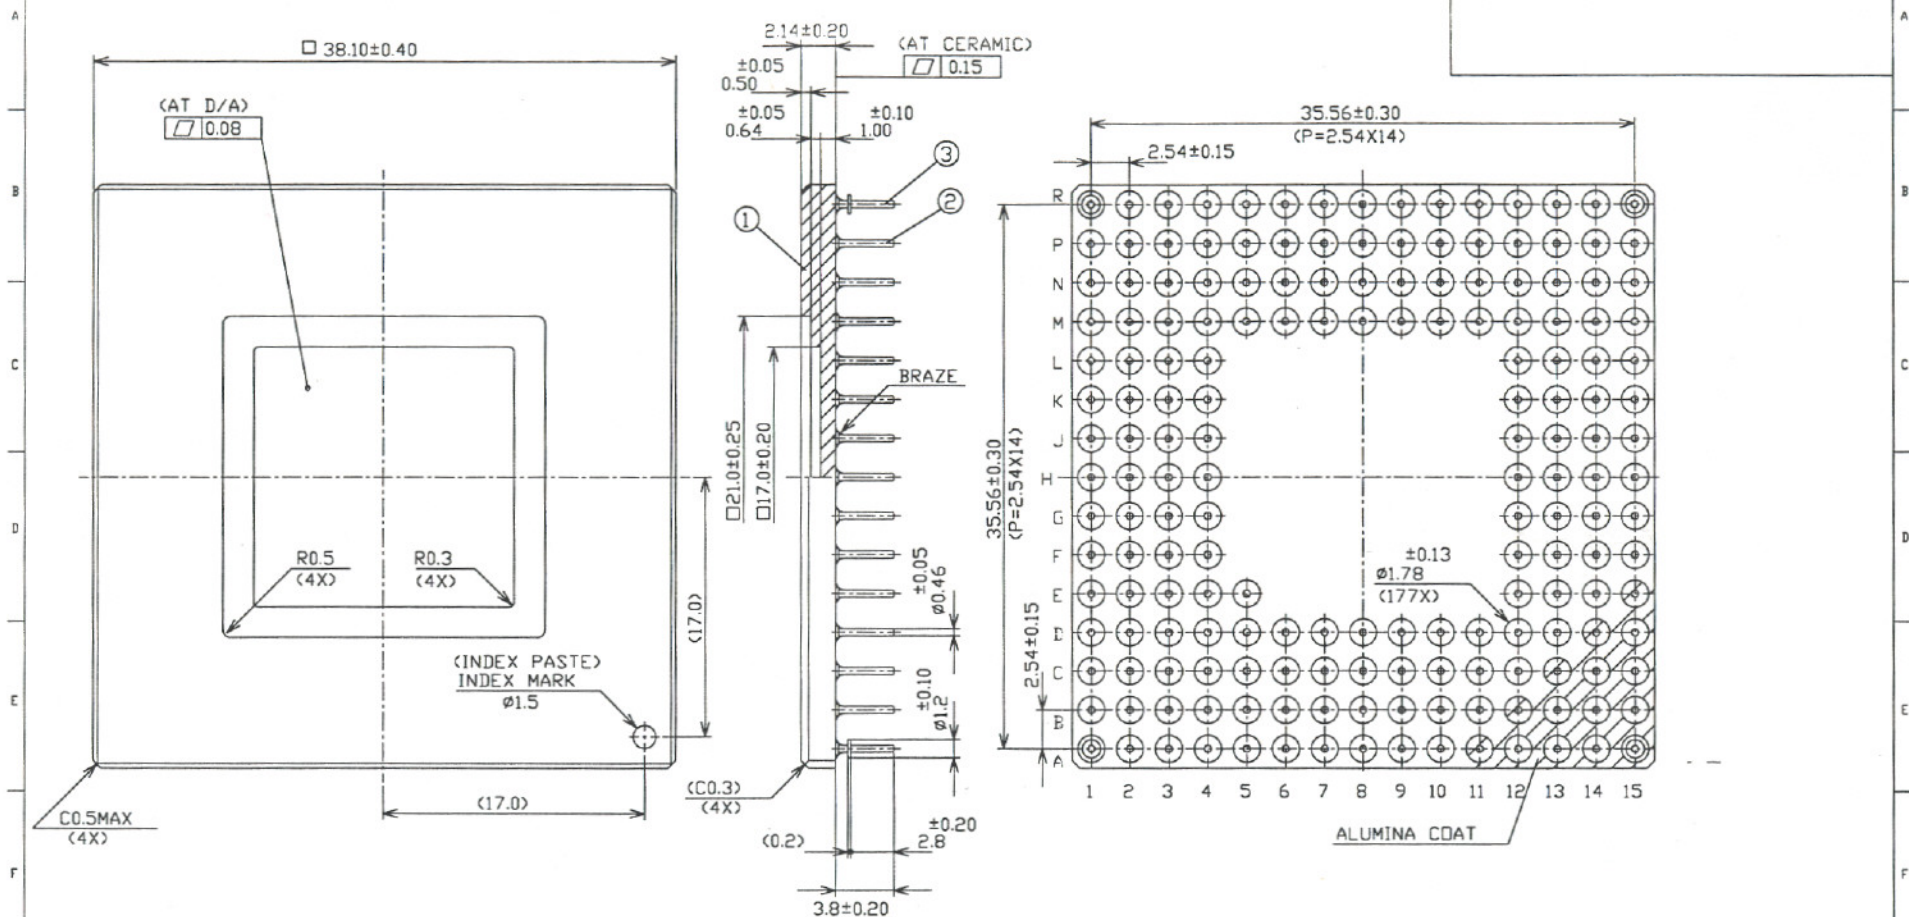 A
B
C
D
E
F
□ 38.10±0.40
(AT D/A)
▱ 0.08
R0.5
(4X)
R0.3
(4X)
(INDEX PASTE)
INDEX MARK
ø1.5
(17.0)
(17.0)
C0.5MAX
(4X)
2.14±0.20
(AT CERAMIC)
▱ 0.15
±0.05
0.50
±0.05
0.64
±0.10
1.00
①
③
②
BRAZE
□21.0±0.25
□17.0±0.20
±0.05
ø0.46
±0.10
ø1.2
(C0.3)
(4X)
(0.2)
±0.20
2.8
3.8±0.20
35.56±0.30
(P=2.54X14)
2.54±0.15
35.56±0.30
(P=2.54X14)
2.54±0.15
R
P
N
M
L
K
J
H
G
F
E
D
C
B
A
±0.13
ø1.78
(177X)
1 2 3 4 5 6 7 8 9 10 11 12 13 14 15
ALUMINA COAT
A
B
C
D
E
F